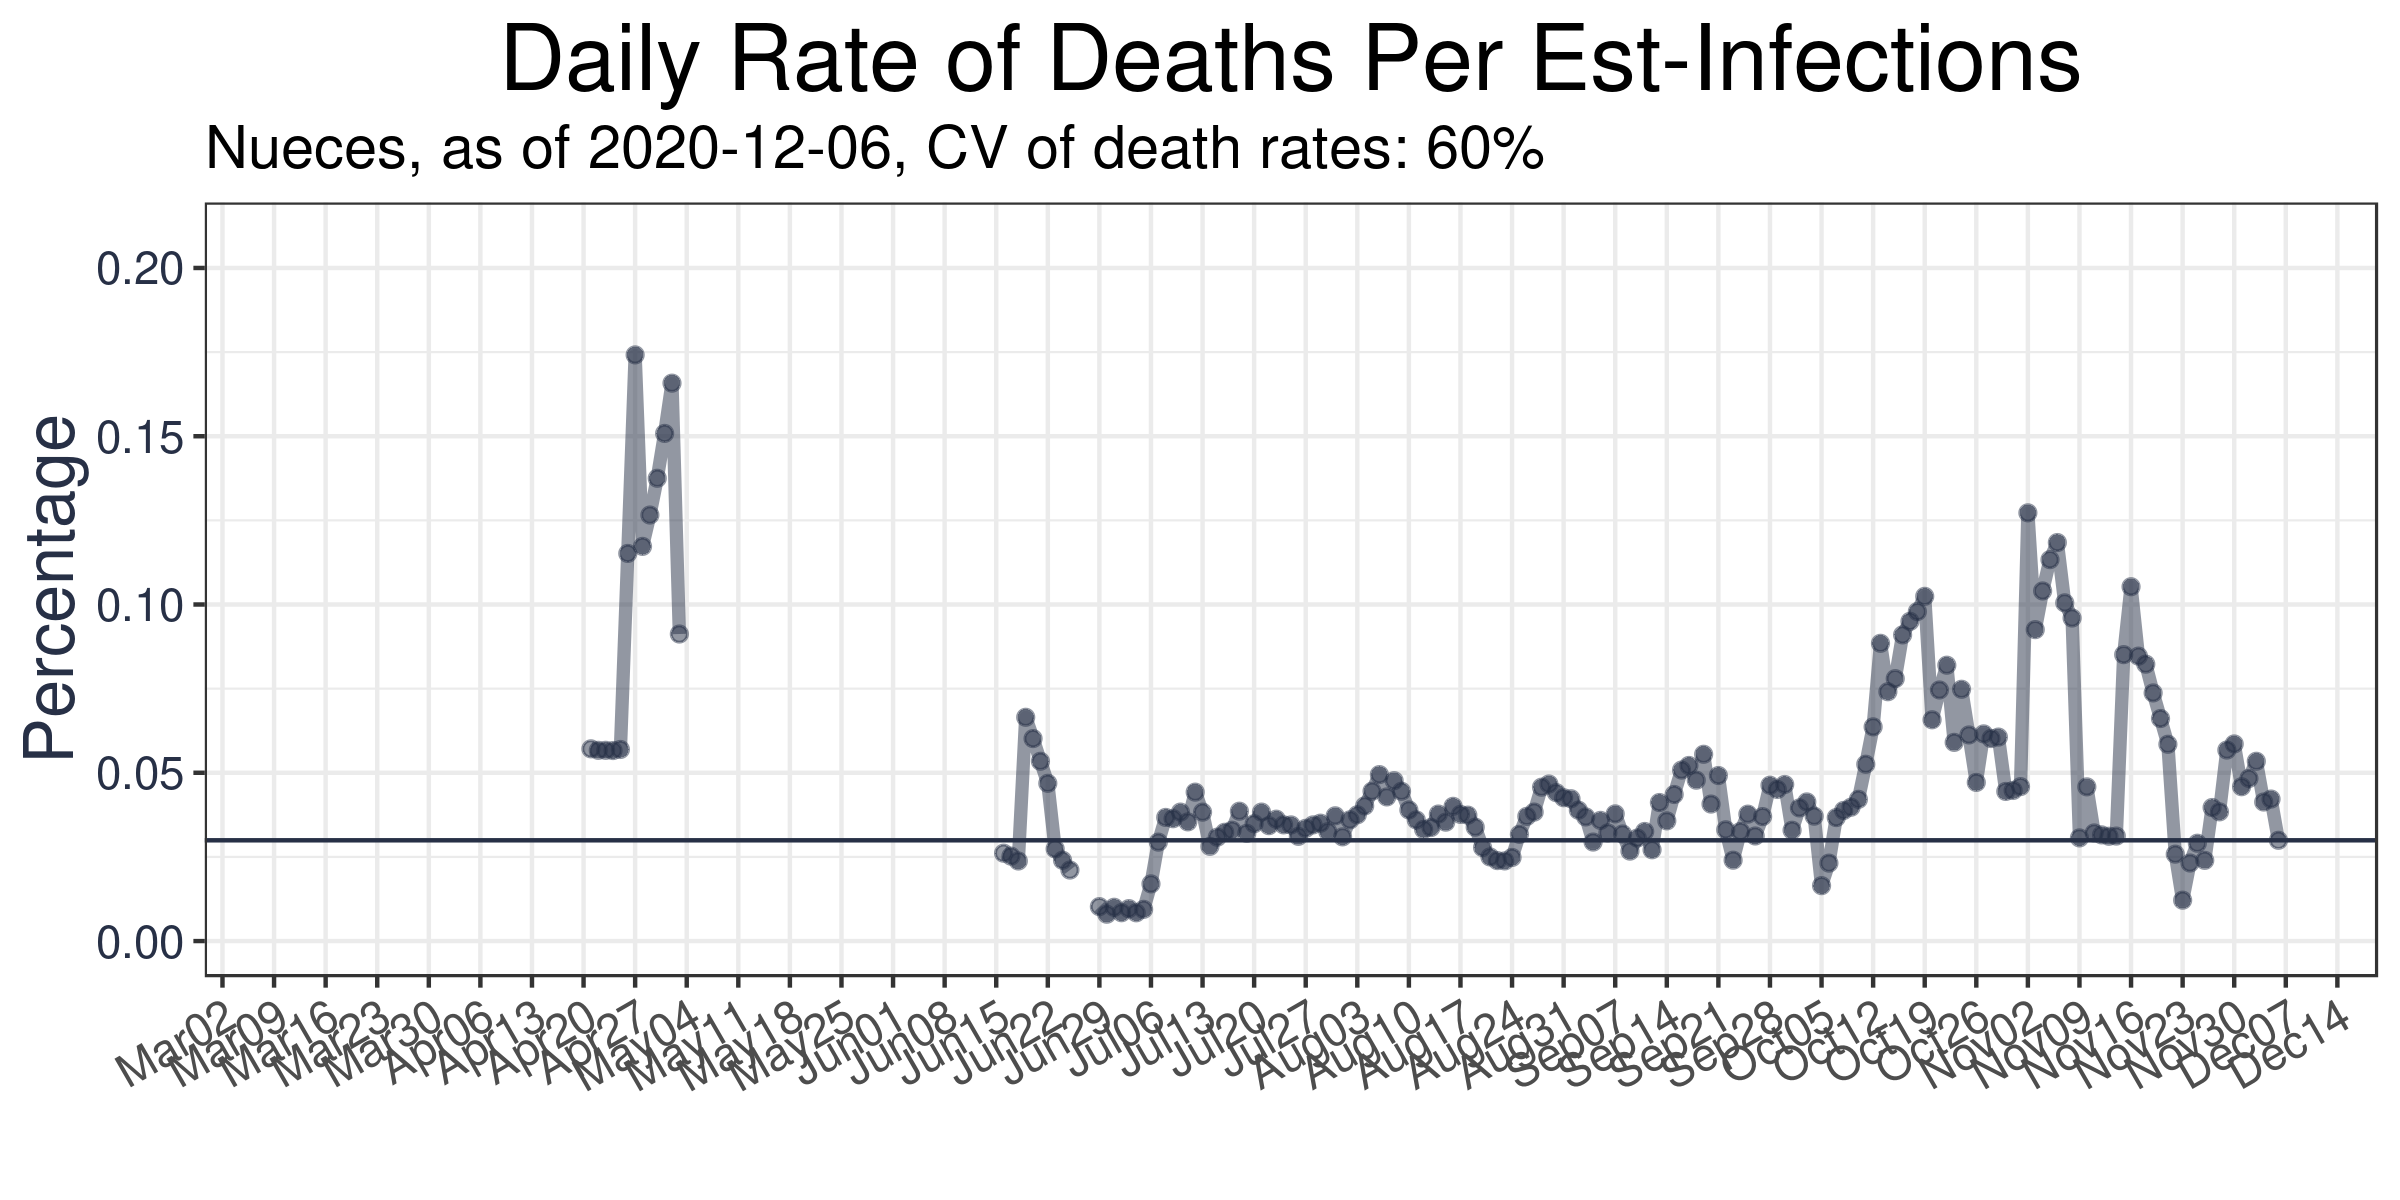 Daily Rate of Deaths Per Est-Infections
Nueces, as of 2020-12-06, CV of death rates: 60%
Percentage
0.20
0.15
0.10
0.05
0.00
Mar02
Mar09
Mar16
Mar23
Mar30
Apr06
Apr13
Apr20
Apr27
May04
May11
May18
May25
Jun01
Jun08
Jun15
Jun22
Jun29
Jul06
Jul13
Jul20
Jul27
Aug03
Aug10
Aug17
Aug24
Aug31
Sep07
Sep14
Sep21
Sep28
Oct05
Oct12
Oct19
Oct26
Nov02
Nov09
Nov16
Nov23
Nov30
Dec07
Dec14